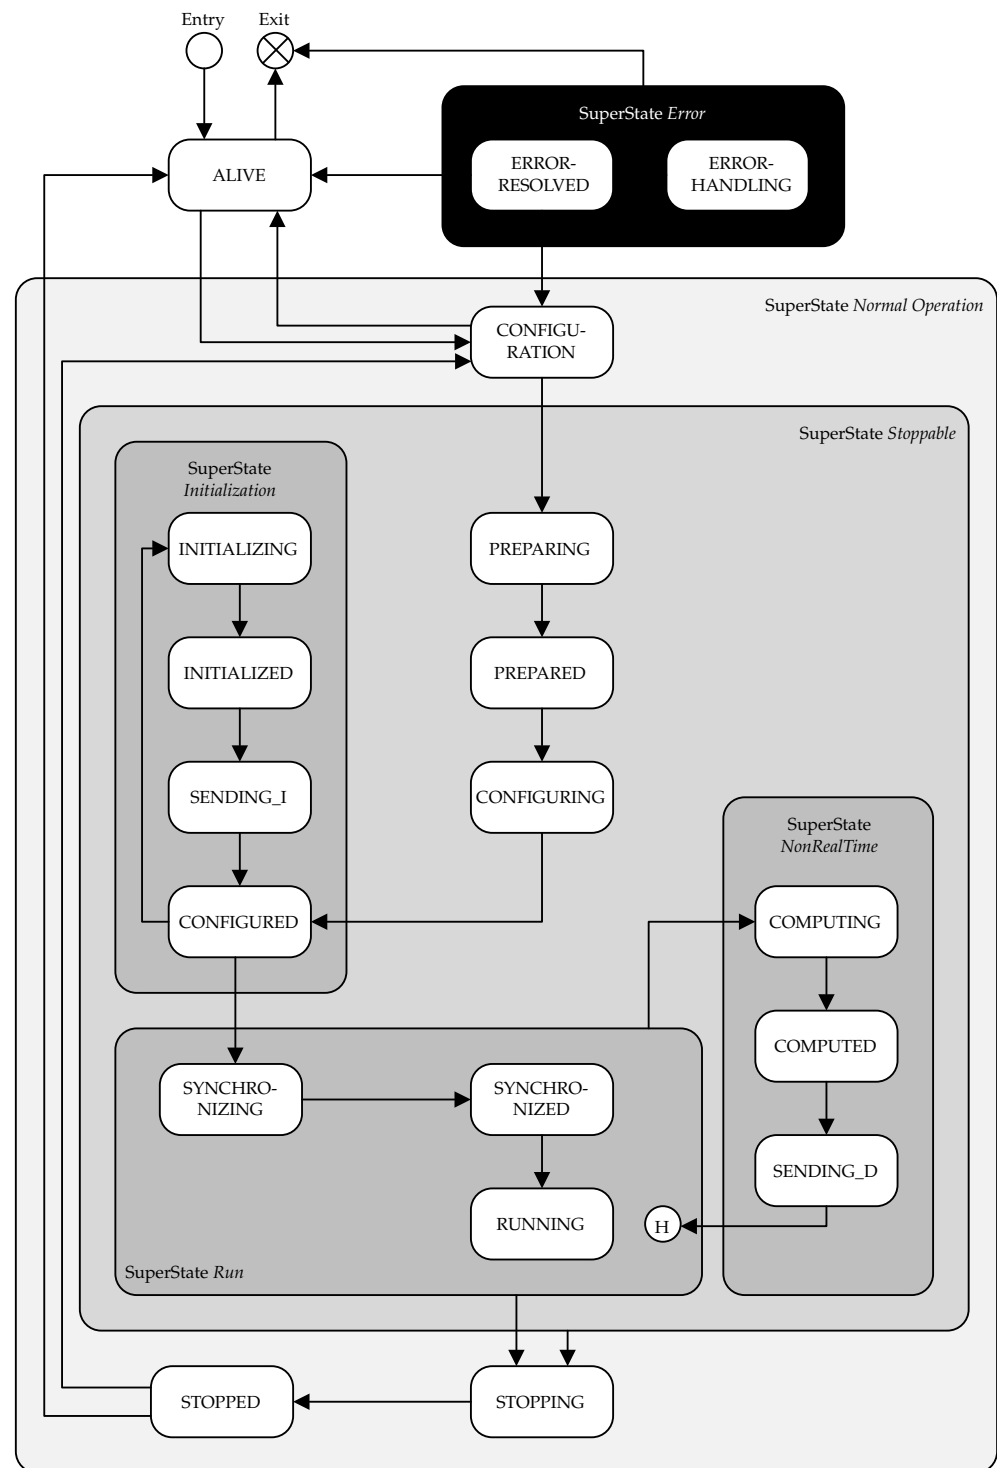 Entry
Exit
SuperState Error
ALIVE
ERROR-
RESOLVED
ERROR-
HANDLING
SuperState Normal Operation
CONFIGU-
RATION
SuperState Stoppable
SuperState
Initialization
INITIALIZING
PREPARING
INITIALIZED
PREPARED
SENDING_I
CONFIGURING
SuperState
NonRealTime
CONFIGURED
COMPUTING
COMPUTED
SYNCHRO-
NIZING
SYNCHRO-
NIZED
SENDING_D
RUNNING
H
SuperState Run
STOPPED
STOPPING